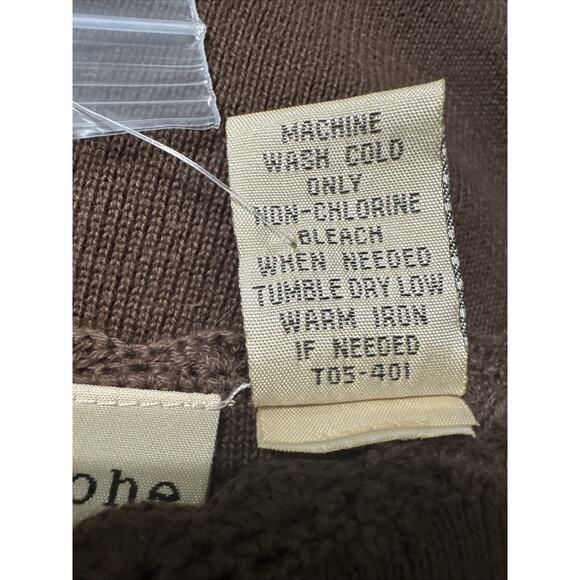 MACHINE
WASH COLD
ONLY
NON-CHLORINE
BLEACH
WHEN NEEDED
TUMBLE DRY LOW
WARM IRON
IF NEEDED
T05-401